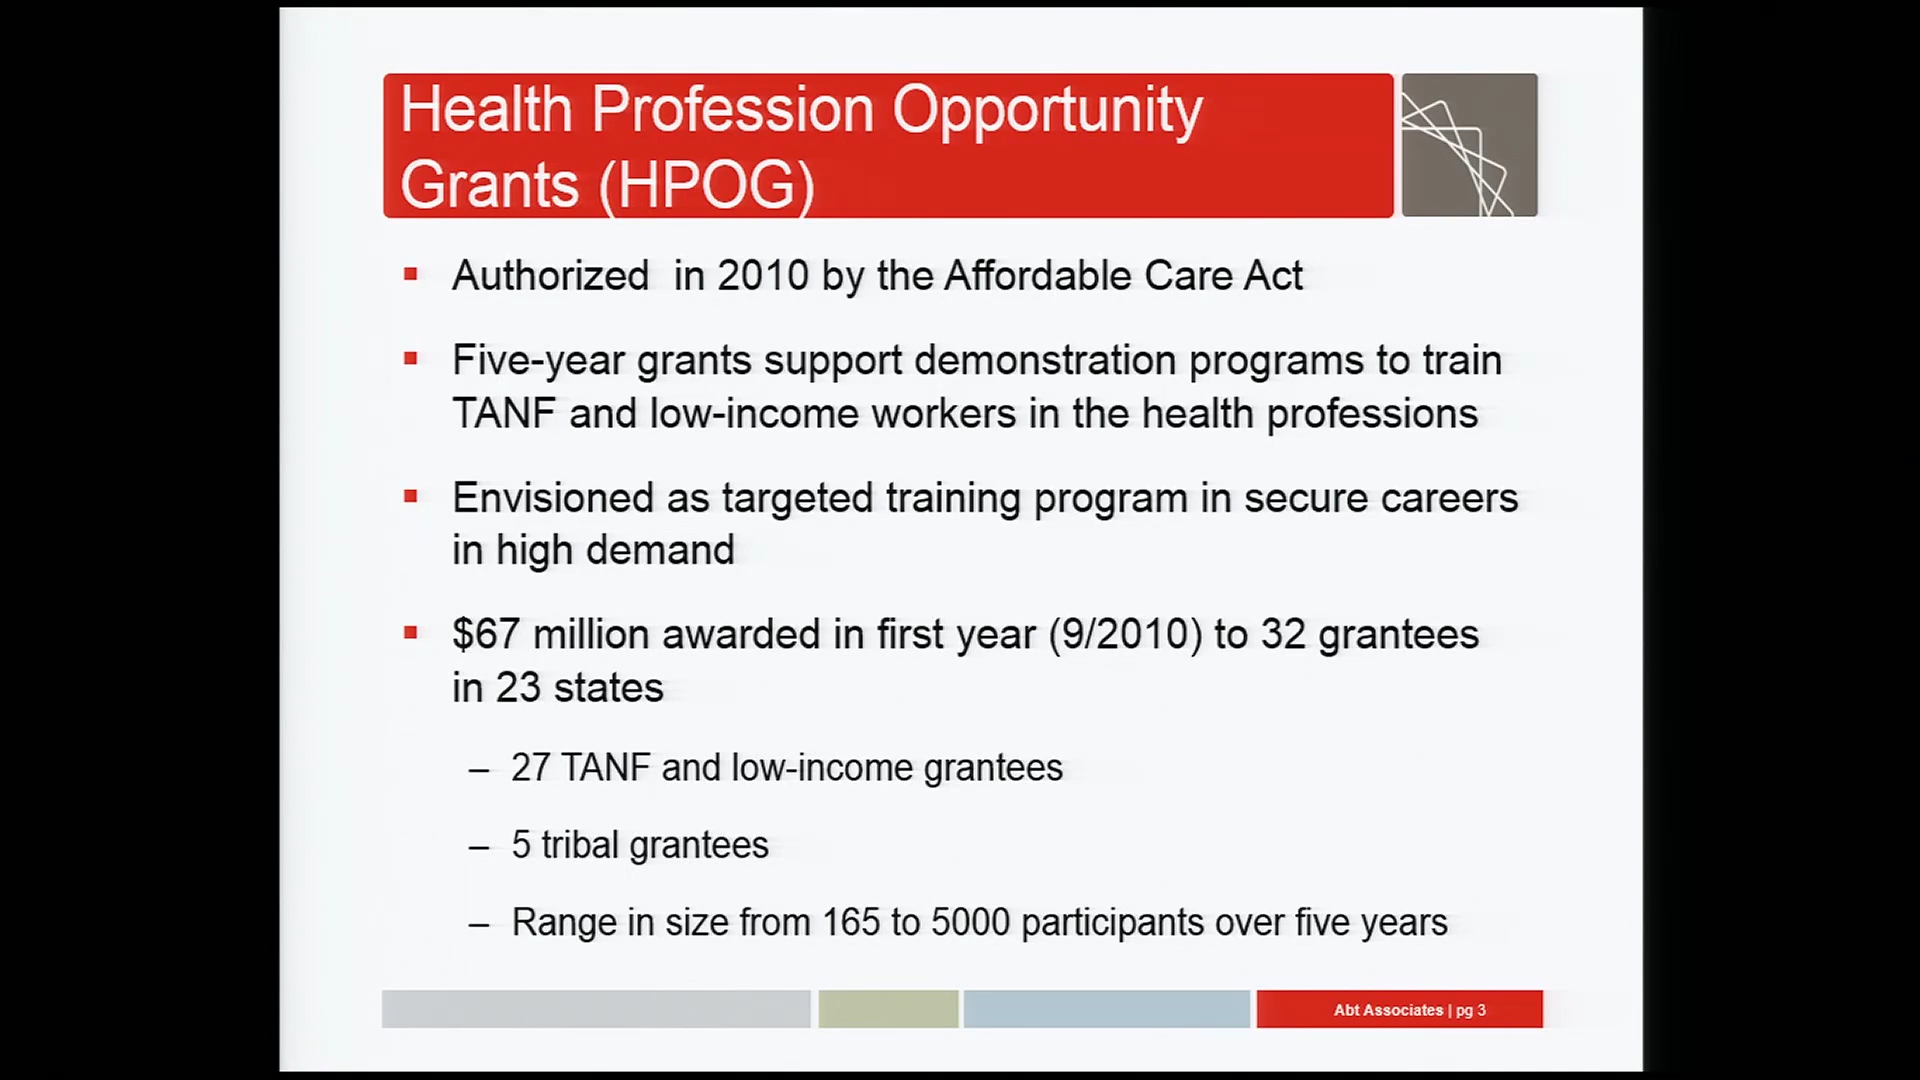 Health Profession Opportunity
Grants (HPOG)
▪ Authorized in 2010 by the Affordable Care Act
▪ Five-year grants support demonstration programs to train
TANF and low-income workers in the health professions
▪ Envisioned as targeted training program in secure careers
in high demand
▪ $67 million awarded in first year (9/2010) to 32 grantees
in 23 states
– 27 TANF and low-income grantees
– 5 tribal grantees
– Range in size from 165 to 5000 participants over five years
Abt Associates | pg 3